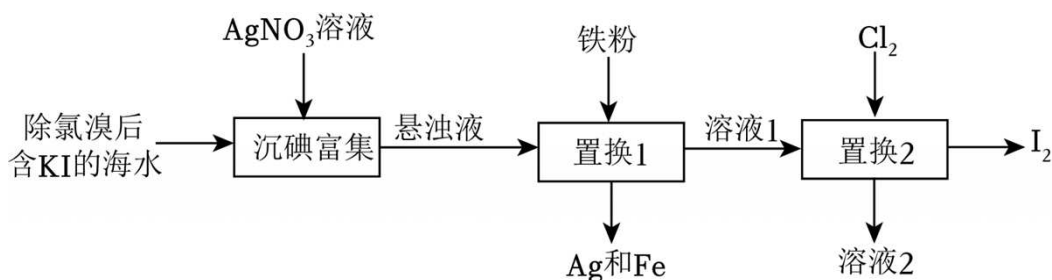 AgNO₃溶液
铁粉
Cl₂
除氯溴后
含KI的海水
沉碘富集
悬浊液
置换1
溶液1
置换2
I₂
Ag和Fe
溶液2